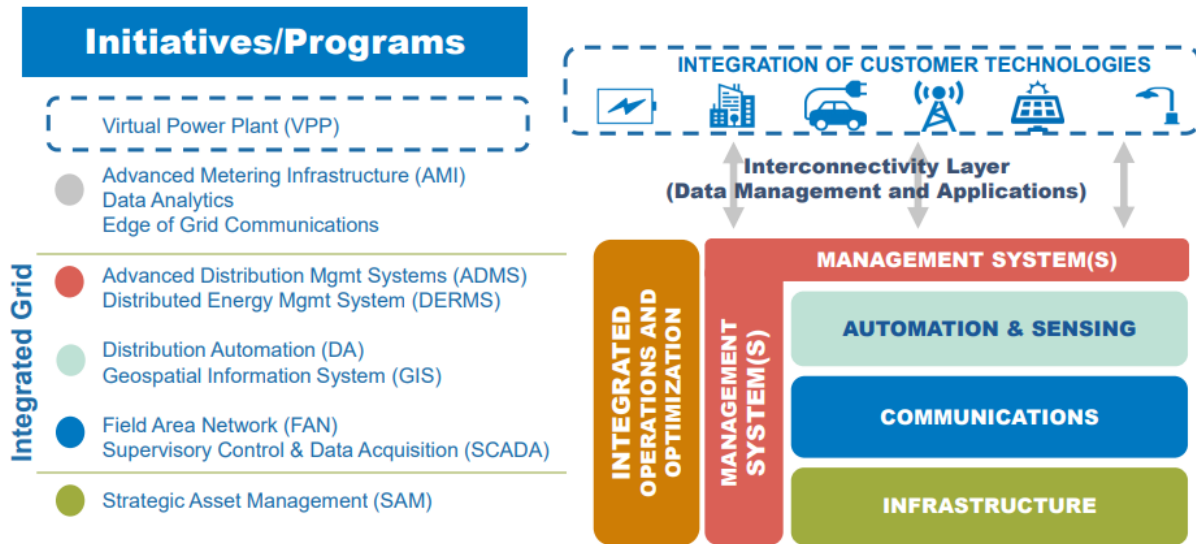 Initiatives/Programs
Virtual Power Plant (VPP)
Advanced Metering Infrastructure (AMI)
Data Analytics
Edge of Grid Communications
Integrated Grid
Advanced Distribution Mgmt Systems (ADMS)
Distributed Energy Mgmt System (DERMS)
Distribution Automation (DA)
Geospatial Information System (GIS)
Field Area Network (FAN)
Supervisory Control & Data Acquisition (SCADA)
Strategic Asset Management (SAM)
INTEGRATION OF CUSTOMER TECHNOLOGIES
Interconnectivity Layer
(Data Management and Applications)
INTEGRATED
OPERATIONS AND
OPTIMIZATION
MANAGEMENT
SYSTEM(S)
MANAGEMENT SYSTEM(S)
AUTOMATION & SENSING
COMMUNICATIONS
INFRASTRUCTURE